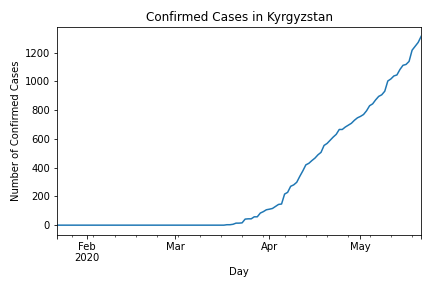 Confirmed Cases in Kyrgyzstan
Number of Confirmed Cases
1200
1000
800
600
400
200
0
Feb
2020
Mar
Apr
May
Day